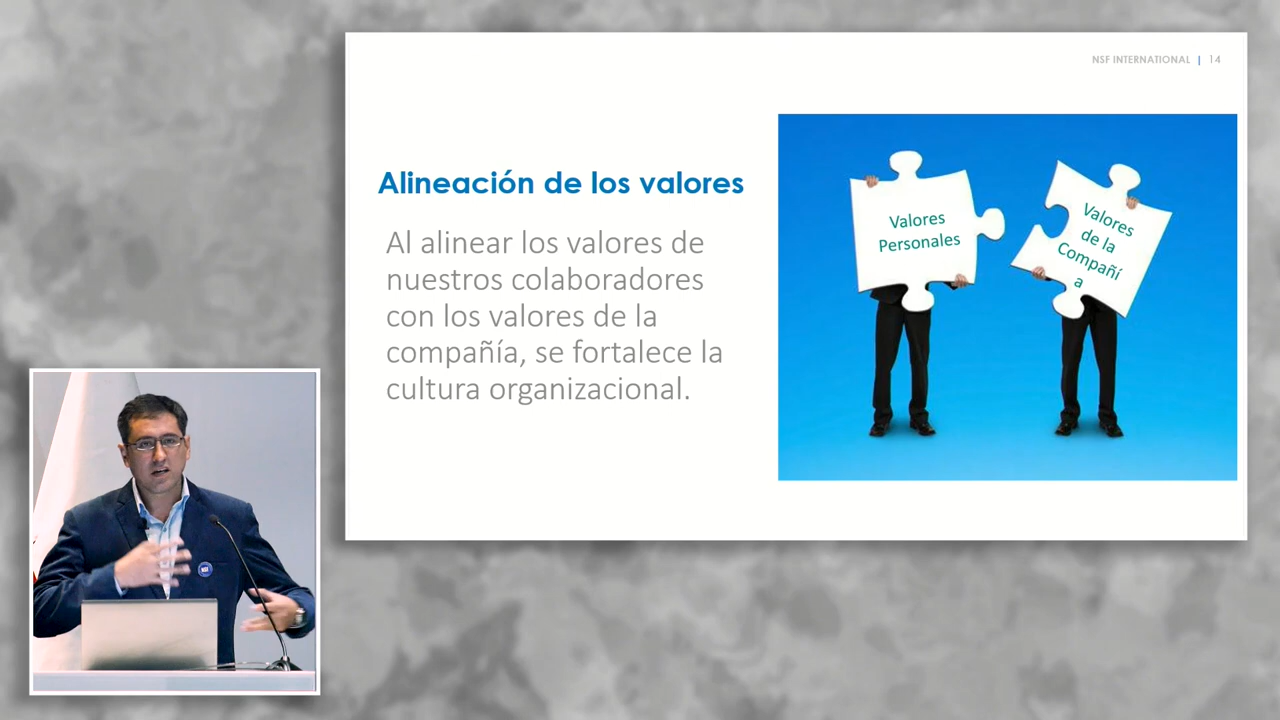 NSF INTERNATIONAL | 14
Alineación de los valores
Al alinear los valores de
nuestros colaboradores
con los valores de la
compañía, se fortalece la
cultura organizacional.
Valores
Personales
Valores
de la
Compañí
a
NSF